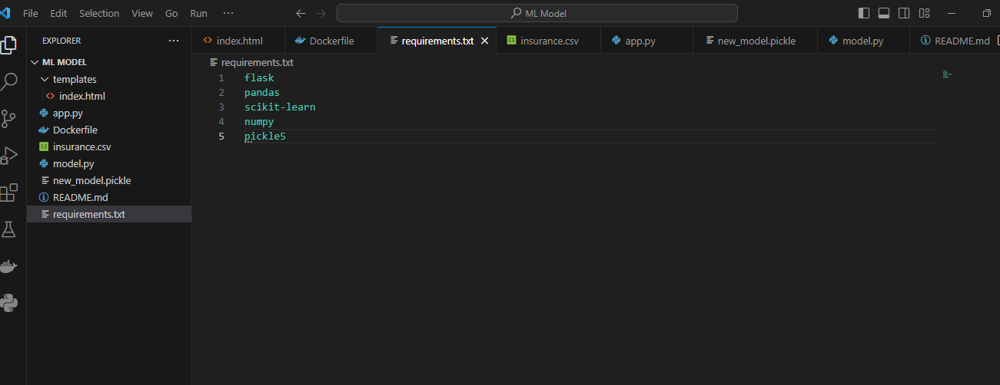 File Edit Selection View Go Run ··· ML Model
EXPLORER ···
index.html Dockerfile requirements.txt insurance.csv app.py new_model.pickle model.py README.md
ML MODEL
templates
index.html
app.py
Dockerfile
insurance.csv
model.py
new_model.pickle
README.md
requirements.txt
requirements.txt
1 flask
2 pandas
3 scikit-learn
4 numpy
5 pickle5